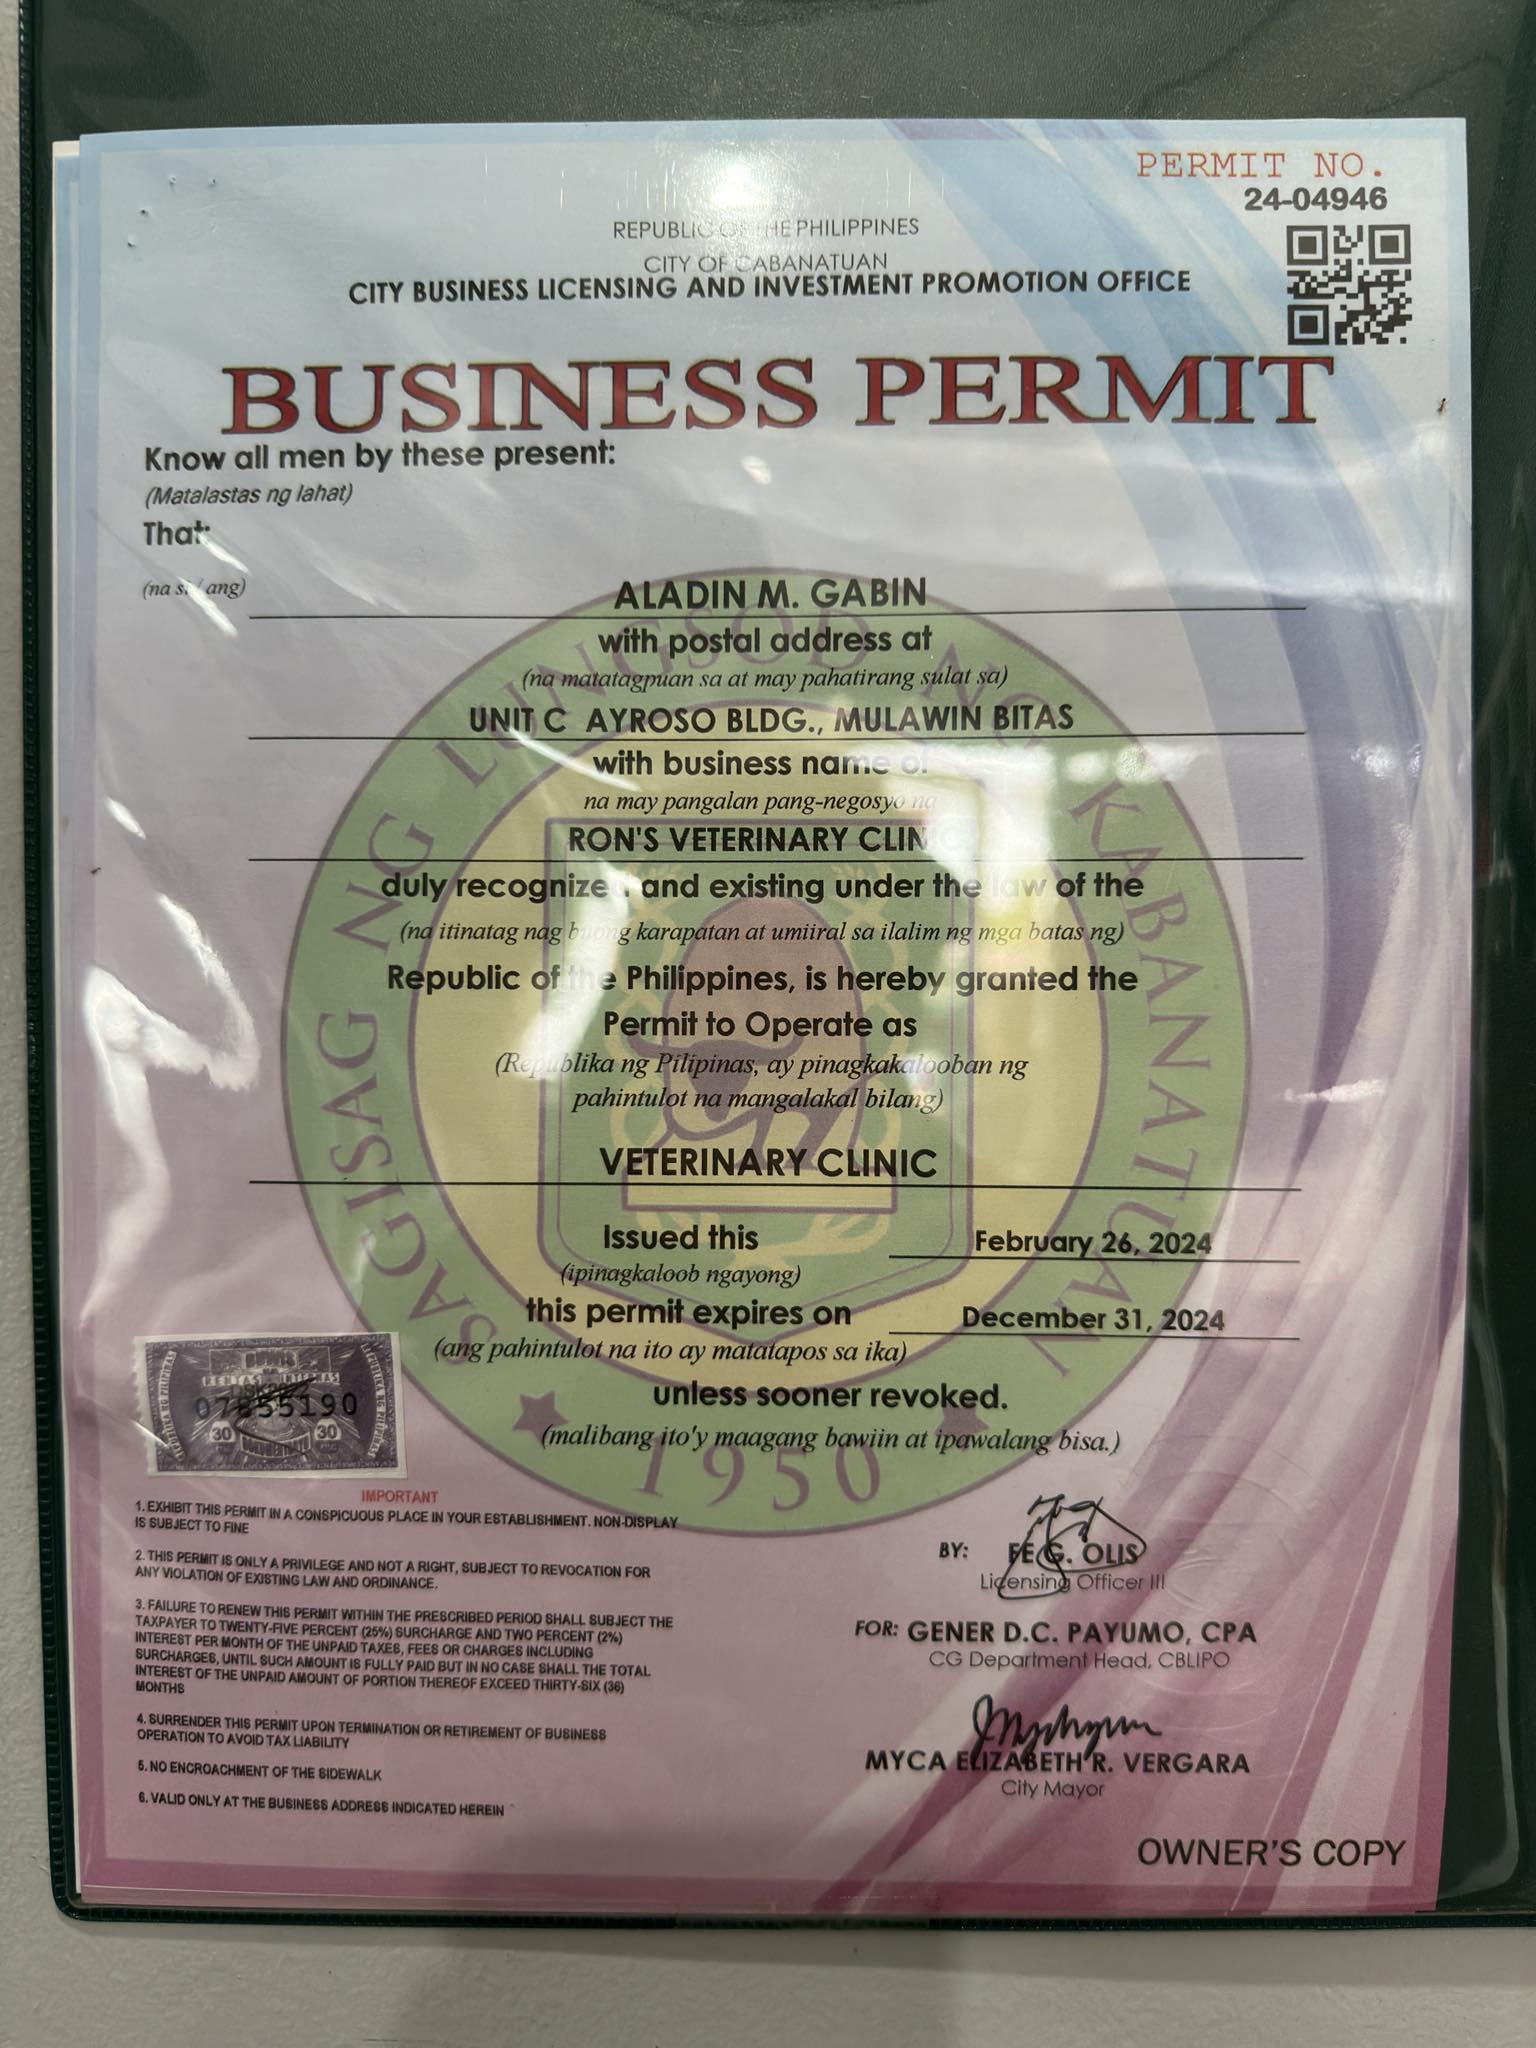 PERMIT NO.
24-04946
REPUBLIC OF THE PHILIPPINES
CITY OF CABANATUAN
CITY BUSINESS LICENSING AND INVESTMENT PROMOTION OFFICE
BUSINESS PERMIT
Know all men by these present:
(Matalastas ng lahat)
That:
(na si / ang)
ALADIN M. GABIN
with postal address at
(na matatagpuan sa at may pahatirang sulat sa)
UNIT C AYROSO BLDG., MULAWIN BITAS
with business name of
na may pangalan pang-negosyo na
RON'S VETERINARY CLINIC
duly recognized and existing under the law of the
(na itinatag nag buong karapatan at umiiral sa ilalim ng mga batas ng)
Republic of the Philippines, is hereby granted the
Permit to Operate as
(Republika ng Pilipinas, ay pinagkakalooban ng
pahintulot na mangalakal bilang)
VETERINARY CLINIC
Issued this February 26, 2024
(ipinagkaloob ngayong)
this permit expires on December 31, 2024
(ang pahintulot na ito ay matatapos sa ika)
unless sooner revoked.
(malibang ito'y maagang bawiin at ipawalang bisa.)
SAGISAG NG LUNGSOD NG KABANATUAN
1950
RENTAS INTERNAS
07855190
30 30
IMPORTANT
1. EXHIBIT THIS PERMIT IN A CONSPICUOUS PLACE IN YOUR ESTABLISHMENT. NON-DISPLAY
IS SUBJECT TO FINE
2. THIS PERMIT IS ONLY A PRIVILEGE AND NOT A RIGHT, SUBJECT TO REVOCATION FOR
ANY VIOLATION OF EXISTING LAW AND ORDINANCE.
3. FAILURE TO RENEW THIS PERMIT WITHIN THE PRESCRIBED PERIOD SHALL SUBJECT THE
TAXPAYER TO TWENTY-FIVE PERCENT (25%) SURCHARGE AND TWO PERCENT (2%)
INTEREST PER MONTH OF THE UNPAID TAXES, FEES OR CHARGES INCLUDING
SURCHARGES, UNTIL SUCH AMOUNT IS FULLY PAID BUT IN NO CASE SHALL THE TOTAL
INTEREST OF THE UNPAID AMOUNT OF PORTION THEREOF EXCEED THIRTY-SIX (36)
MONTHS
4. SURRENDER THIS PERMIT UPON TERMINATION OR RETIREMENT OF BUSINESS
OPERATION TO AVOID TAX LIABILITY
5. NO ENCROACHMENT OF THE SIDEWALK
6. VALID ONLY AT THE BUSINESS ADDRESS INDICATED HEREIN
BY: FE G. OLIS
Licensing Officer III
FOR: GENER D.C. PAYUMO, CPA
CG Department Head, CBLIPO
MYCA ELIZABETH R. VERGARA
City Mayor
OWNER'S COPY